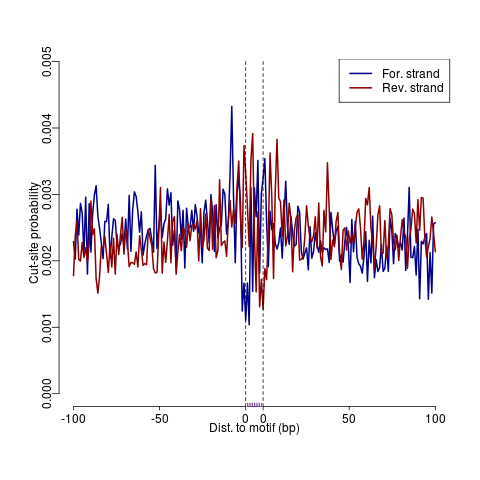 0.005
For. strand
Rev. strand
0.004
0.003
Cut-site probability
0.002
0.001
0.000
-100 -50 0 0 50 100
Dist. to motif (bp)